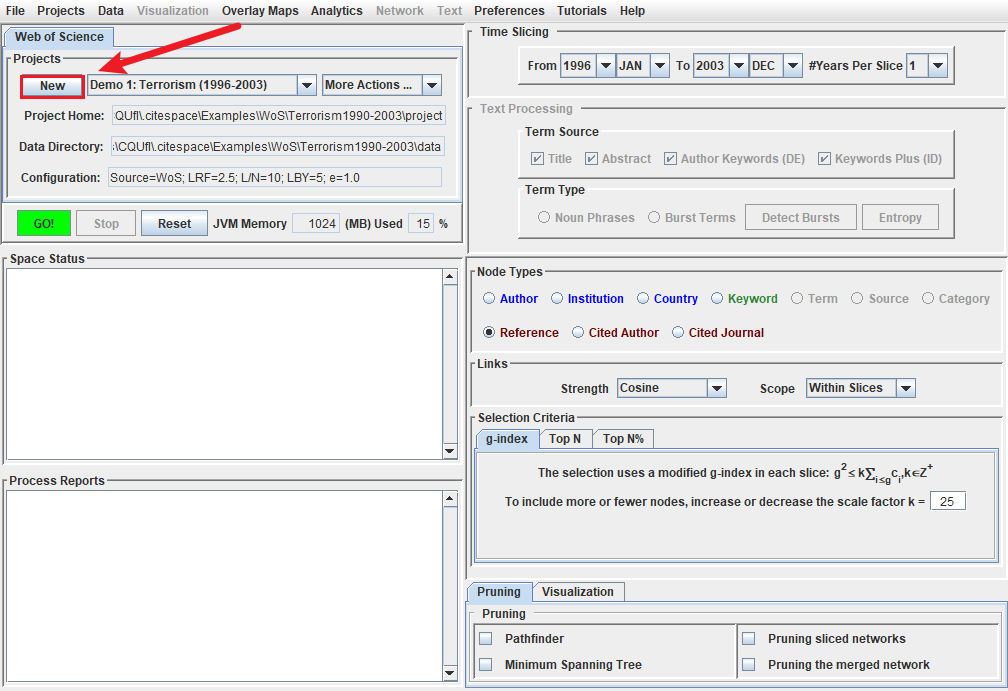 File Projects Data Visualization Overlay Maps Analytics Network Text Preferences Tutorials Help
Web of Science
Projects
New Demo 1: Terrorism (1996-2003) More Actions ...
Project Home: QUfl\.citespace\Examples\WoS\Terrorism1990-2003\project
Data Directory: \CQUfl\.citespace\Examples\WoS\Terrorism1990-2003\data
Configuration: Source=WoS; LRF=2.5; L/N=10; LBY=5; e=1.0
GO! Stop Reset JVM Memory 1024 (MB) Used 15 %
Space Status
Process Reports
Time Slicing
From 1996 JAN To 2003 DEC #Years Per Slice 1
Text Processing
Term Source
Title Abstract Author Keywords (DE) Keywords Plus (ID)
Term Type
Noun Phrases Burst Terms Detect Bursts Entropy
Node Types
Author Institution Country Keyword Term Source Category
Reference Cited Author Cited Journal
Links
Strength Cosine Scope Within Slices
Selection Criteria
g-index Top N Top N%
The selection uses a modified g-index in each slice: g² ≤ k∑i≤g ci, k∈Z⁺
To include more or fewer nodes, increase or decrease the scale factor k = 25
Pruning Visualization
Pruning
Pathfinder Pruning sliced networks
Minimum Spanning Tree Pruning the merged network